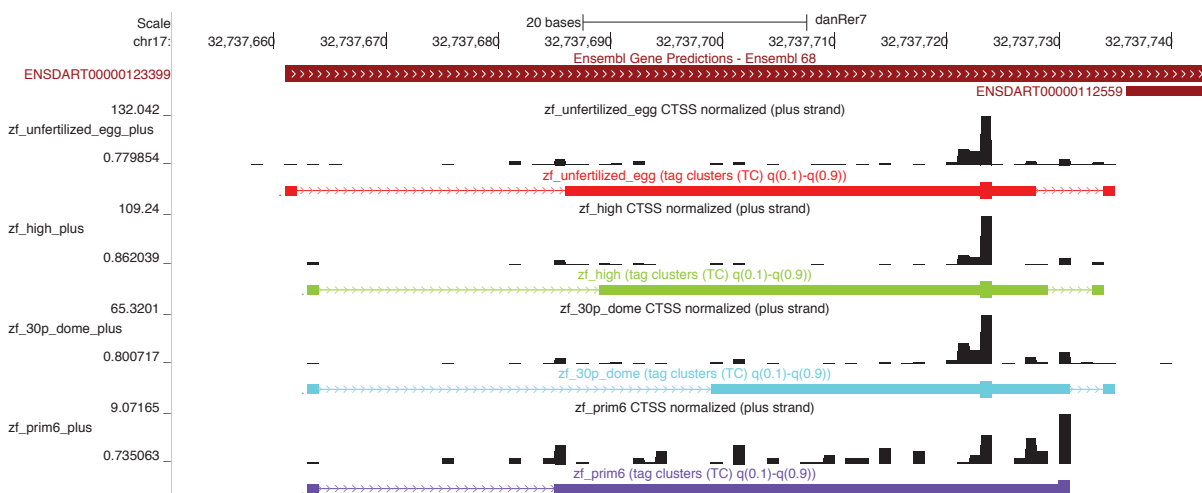 Scale 20 bases danRer7
chr17: 32,737,660 32,737,670 32,737,680 32,737,690 32,737,700 32,737,710 32,737,720 32,737,730 32,737,740
Ensembl Gene Predictions - Ensembl 68
ENSDART00000123399
ENSDART00000112559
132.042 _ zf_unfertilized_egg CTSS normalized (plus strand)
zf_unfertilized_egg_plus
0.779854 _
zf_unfertilized_egg (tag clusters (TC) q(0.1)-q(0.9))
109.24 _ zf_high CTSS normalized (plus strand)
zf_high_plus
0.862039 _
zf_high (tag clusters (TC) q(0.1)-q(0.9))
65.3201 _ zf_30p_dome CTSS normalized (plus strand)
zf_30p_dome_plus
0.800717 _
zf_30p_dome (tag clusters (TC) q(0.1)-q(0.9))
9.07165 _ zf_prim6 CTSS normalized (plus strand)
zf_prim6_plus
0.735063 _
zf_prim6 (tag clusters (TC) q(0.1)-q(0.9))